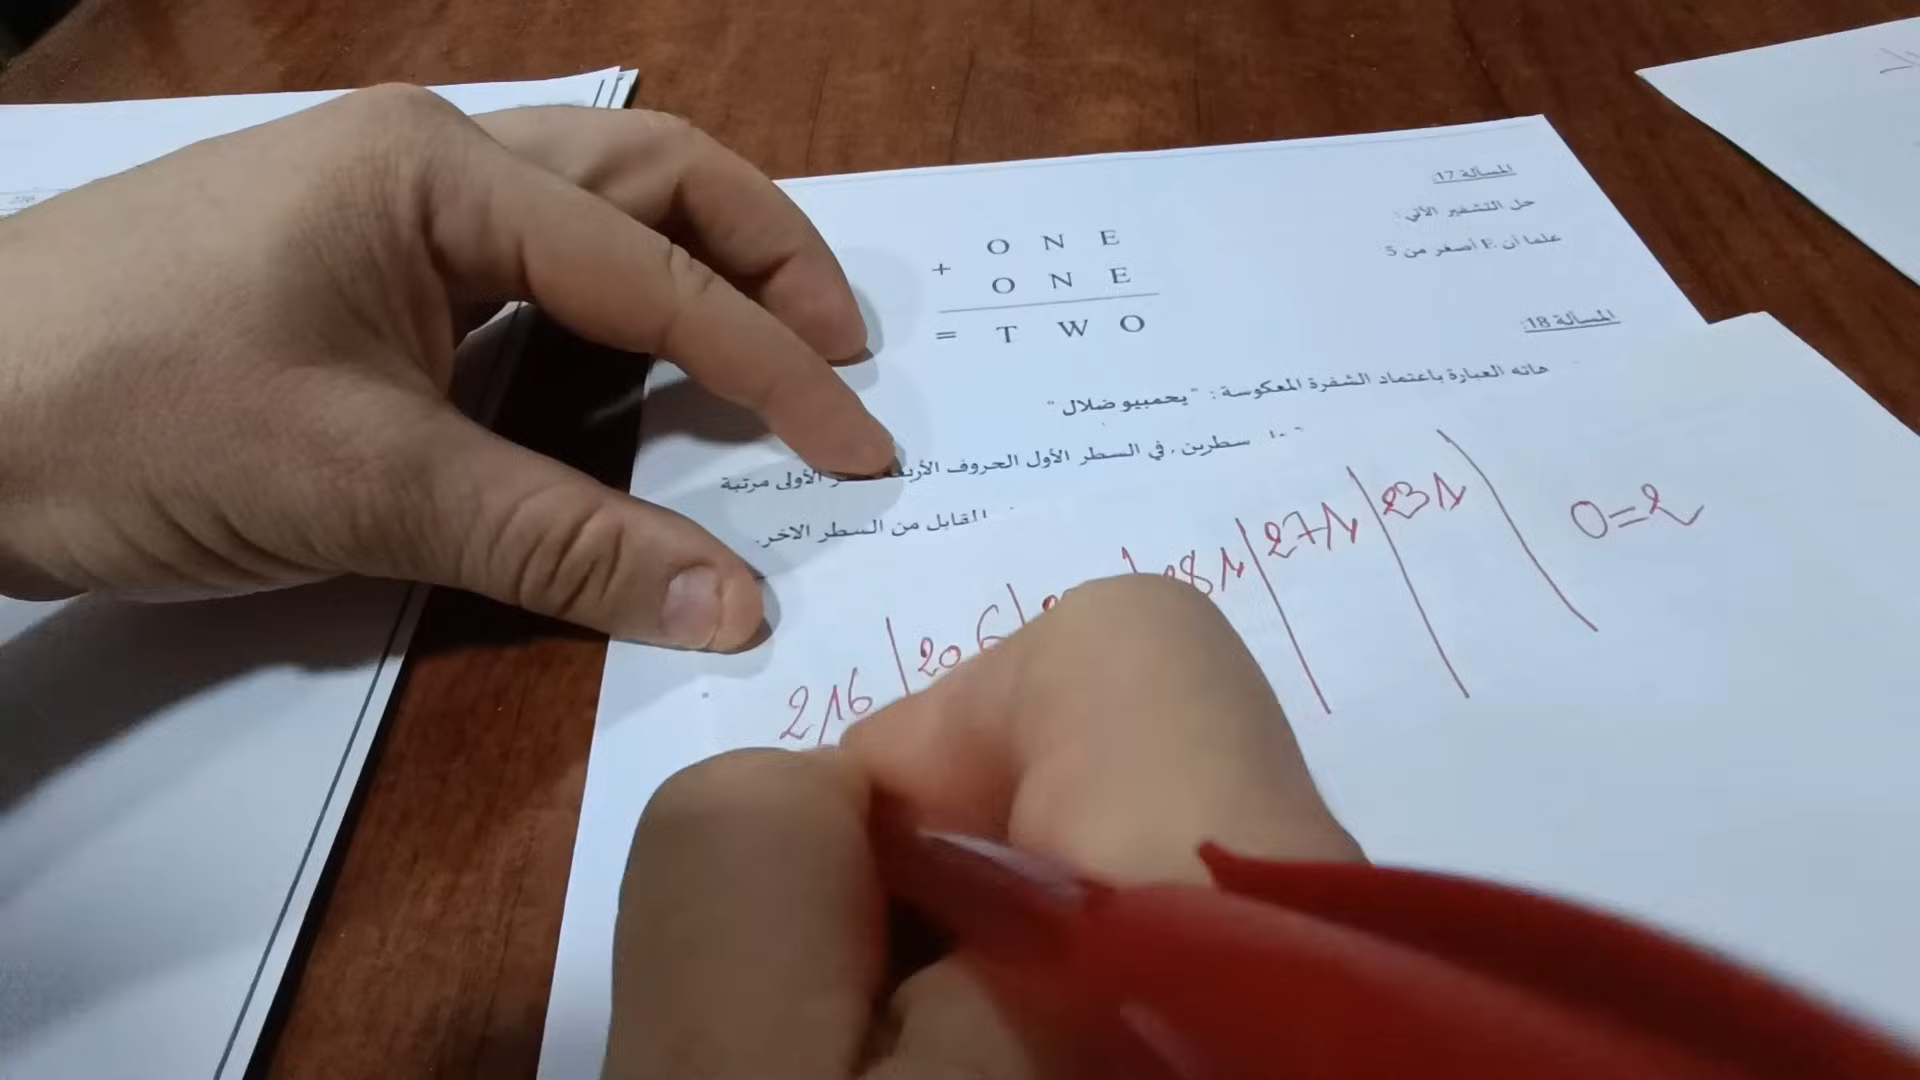 المسألة 17:
حل التشفير الآتي:
علما أن E أصغر من 5
O N E
+ O N E
= T W O
المسألة 18:
هاته العبارة باعتماد الشفرة المعكوسة : "يحمبيو ضلال"
سطرين , في السطر الأول الحروف الأولى مرتبة
المقابل من السطر الاخر.
216 | 206 | 281 | 271 | 231 | O=2